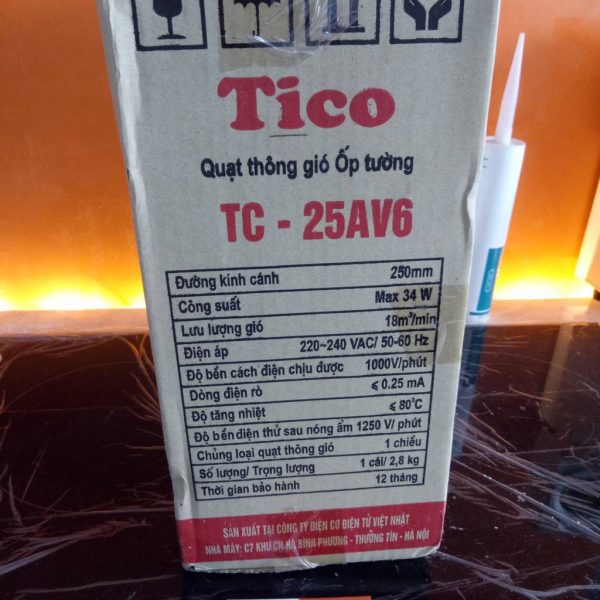 Tico
Quạt thông gió Ốp tường
TC - 25AV6
Đường kính cánh 250mm
Công suất Max 34 W
Lưu lượng gió 18m³/min
Điện áp 220~240 VAC/ 50-60 Hz
Độ bền cách điện chịu được 1000V/phút
Dòng điện rò ⩽ 0.25 mA
Độ tăng nhiệt ⩽ 80°C
Độ bền điện thử sau nóng ẩm 1250 V/ phút
Chủng loại quạt thông gió 1 chiều
Số lượng/ Trọng lượng 1 cái/ 2,8 kg
Thời gian bảo hành 12 tháng
SẢN XUẤT TẠI CÔNG TY ĐIỆN CƠ ĐIỆN TỬ VIỆT NHẬT
NHÀ MÁY: C7 KHU CN HÀ BÌNH PHƯƠNG - THƯỜNG TÍN - HÀ NỘI